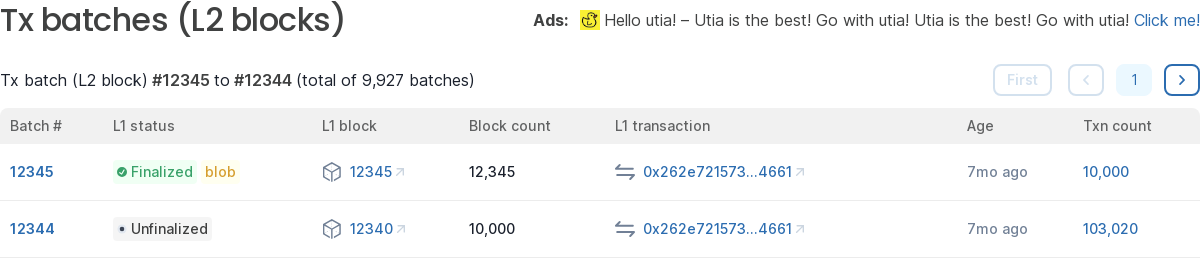 Tx batches (L2 blocks)
Ads: Hello utia! – Utia is the best! Go with utia! Utia is the best! Go with utia! Click me!
Tx batch (L2 block) #12345 to #12344 (total of 9,927 batches)
First 1
Batch # L1 status L1 block Block count L1 transaction Age Txn count
12345 Finalized blob 12345 12,345 0x262e721573...4661 7mo ago 10,000
12344 Unfinalized 12340 10,000 0x262e721573...4661 7mo ago 103,020